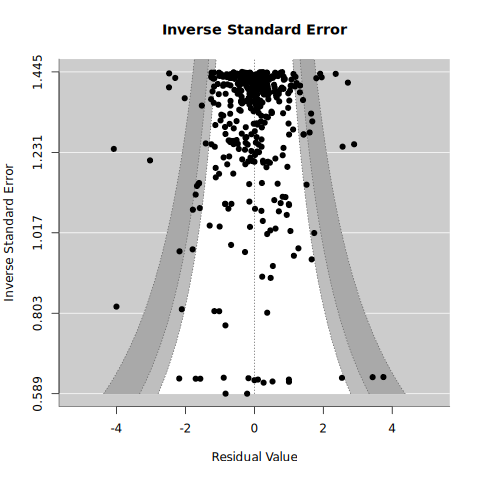 Inverse Standard Error
Inverse Standard Error
1.445
1.231
1.017
0.803
0.589
-4 -2 0 2 4
Residual Value